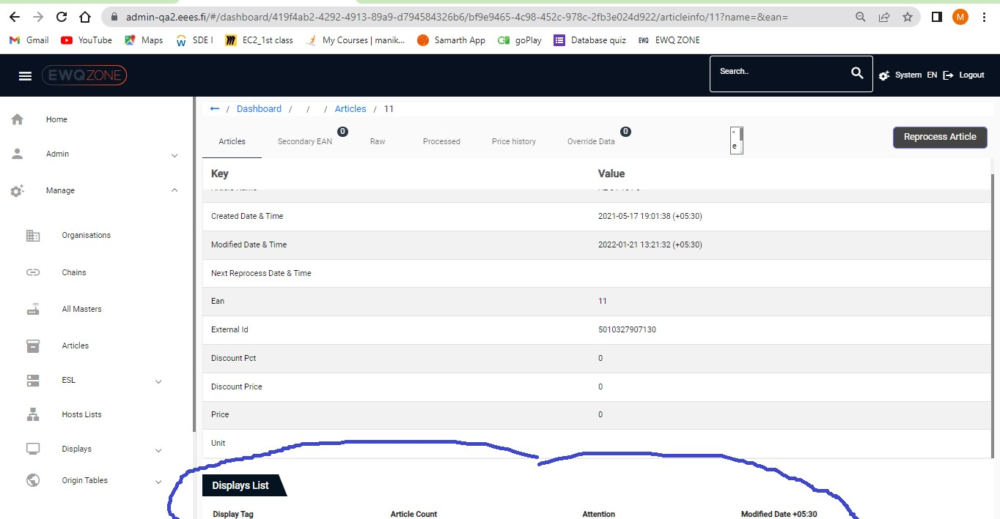 admin-qa2.eees.fi/#/dashboard/419f4ab2-4292-4913-89a9-d794584326b6/bf9e9465-4c98-452c-978c-2fb3e024d922/articleinfo/11?name=&ean= M
Gmail YouTube Maps SDE I EC2_1st class My Courses | manik... Samarth App goPlay Database quiz EWQ EWQ ZONE
EWQZONE Search.. System EN Logout
← / Dashboard / / / Articles / 11
Articles Secondary EAN 0 Raw Processed Price history Override Data 0 " e Reprocess Article
Key Value
Created Date & Time 2021-05-17 19:01:38 (+05:30)
Modified Date & Time 2022-01-21 13:21:32 (+05:30)
Next Reprocess Date & Time
Ean 11
External Id 5010327907130
Discount Pct 0
Discount Price 0
Price 0
Unit
Displays List
Display Tag Article Count Attention Modified Date +05:30
Home
Admin
Manage
Organisations
Chains
All Masters
Articles
ESL
Hosts Lists
Displays
Origin Tables